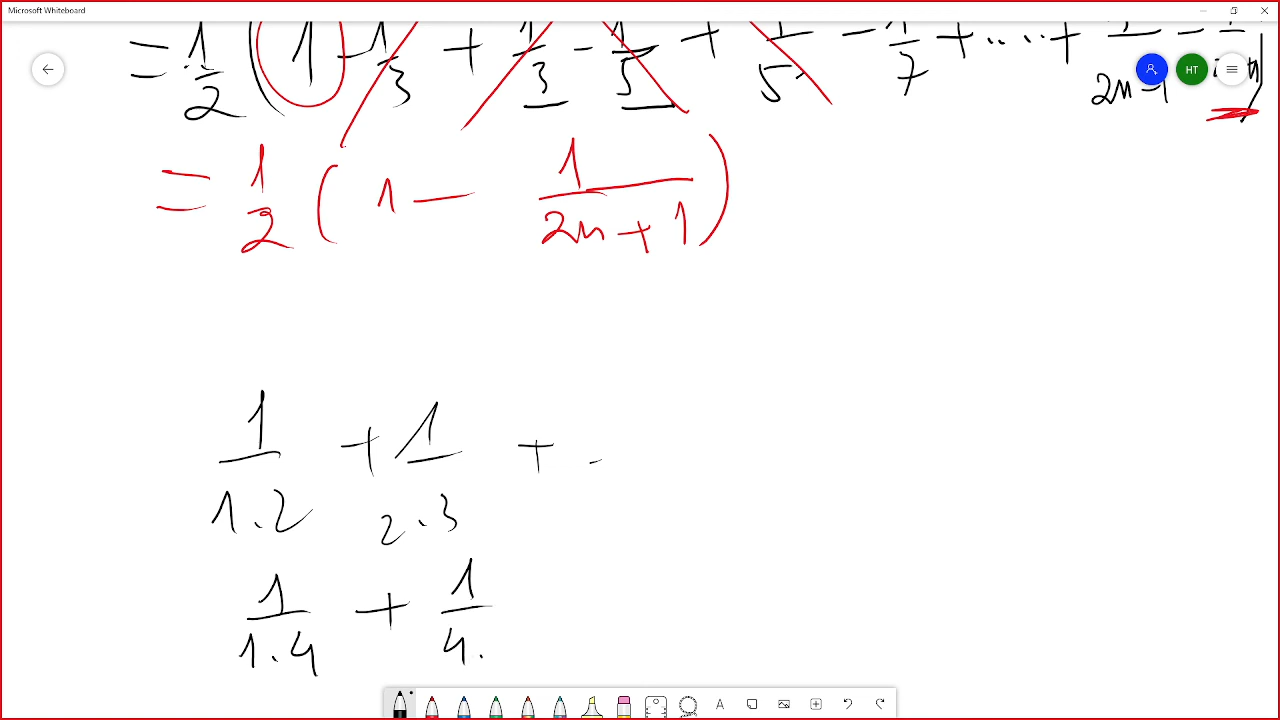 Microsoft Whiteboard
= 1/2 ( 1 - 1/3 + 1/3 - 1/5 + 1/5 - 1/7 + .... + 1/2n-1 -
HT
= 1/2 ( 1 - 1/2n+1 )
1/1.2 + 1/2.3 + .
1/1.4 + 1/4.
A